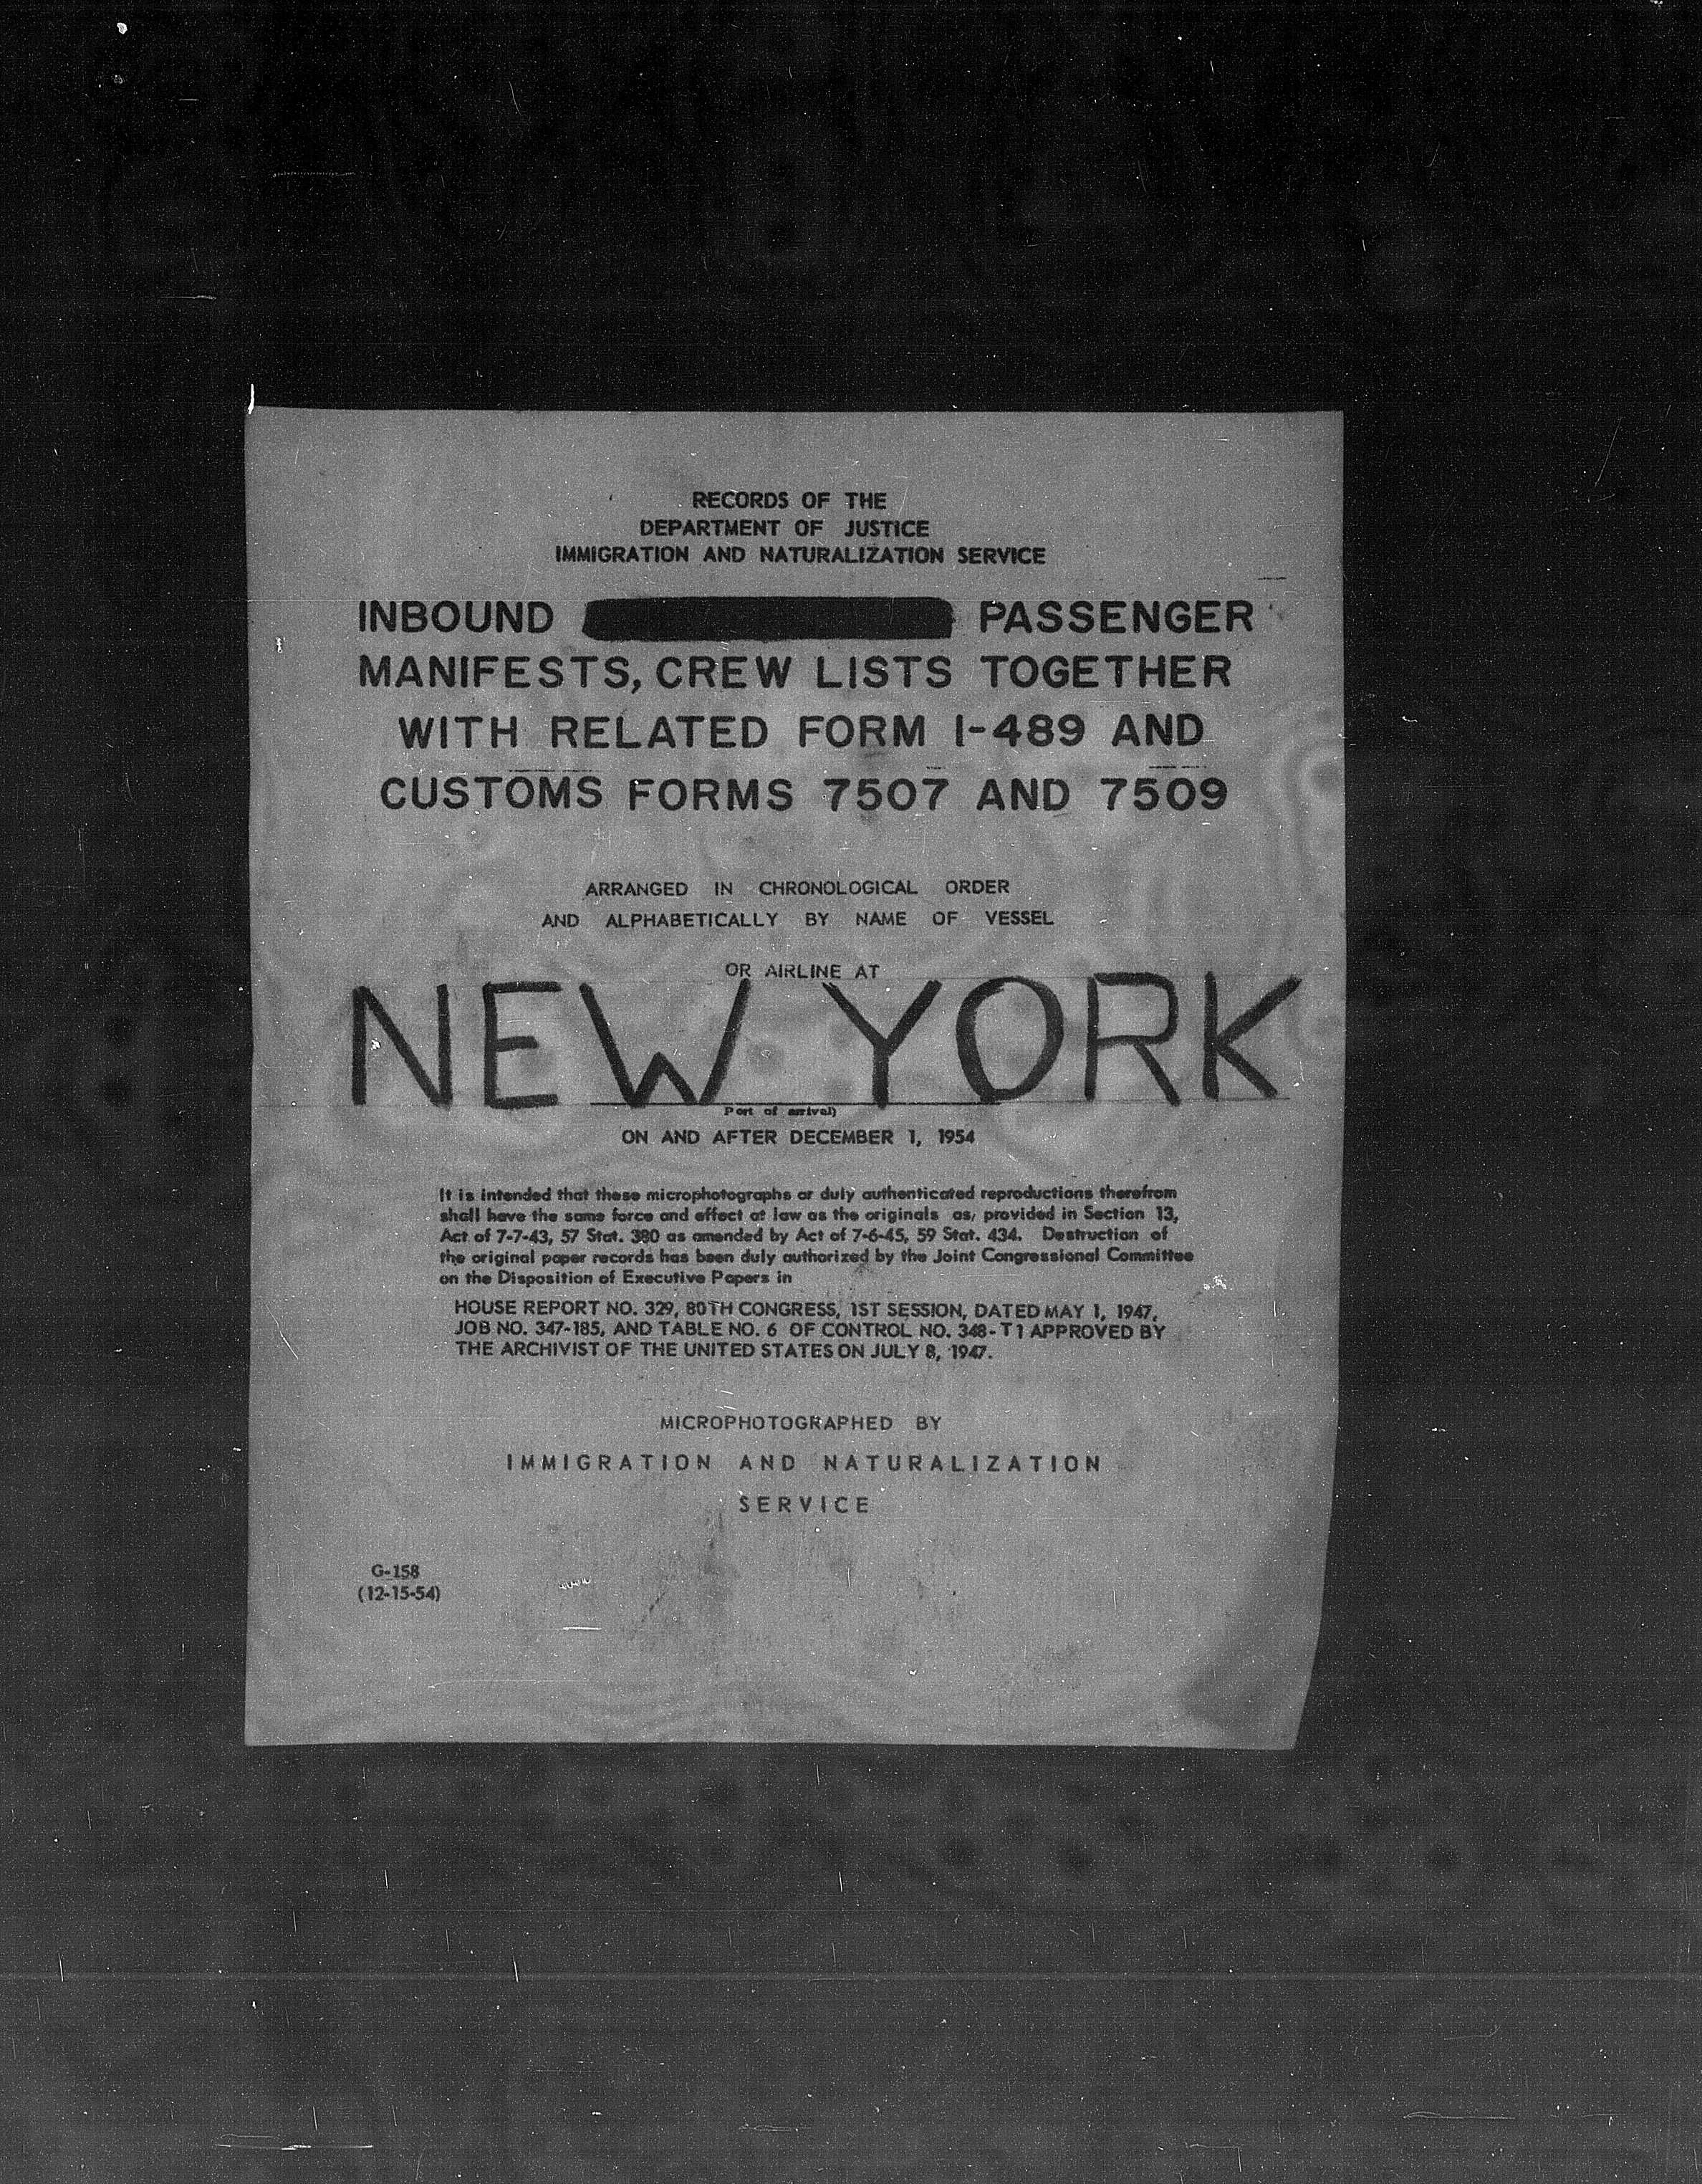 RECORDS OF THE
DEPARTMENT OF JUSTICE
IMMIGRATION AND NATURALIZATION SERVICE
INBOUND PASSENGER
MANIFESTS, CREW LISTS TOGETHER
WITH RELATED FORM I-489 AND
CUSTOMS FORMS 7507 AND 7509
ARRANGED IN CHRONOLOGICAL ORDER
AND ALPHABETICALLY BY NAME OF VESSEL
OR AIRLINE AT
NEW YORK
Port of arrival)
ON AND AFTER DECEMBER 1, 1954
It is intended that these microphotographs or duly authenticated reproductions therefrom
shall have the same force and effect at law as the originals as, provided in Section 13,
Act of 7-7-43, 57 Stat. 380 as amended by Act of 7-6-45, 59 Stat. 434. Destruction of
the original paper records has been duly authorized by the Joint Congressional Committee
on the Disposition of Executive Papers in
HOUSE REPORT NO. 329, 80TH CONGRESS, 1ST SESSION, DATED MAY 1, 1947,
JOB NO. 347-185, AND TABLE NO. 6 OF CONTROL NO. 348-T1 APPROVED BY
THE ARCHIVIST OF THE UNITED STATES ON JULY 8, 1947.
MICROPHOTOGRAPHED BY
IMMIGRATION AND NATURALIZATION
SERVICE
G-158
(12-15-54)